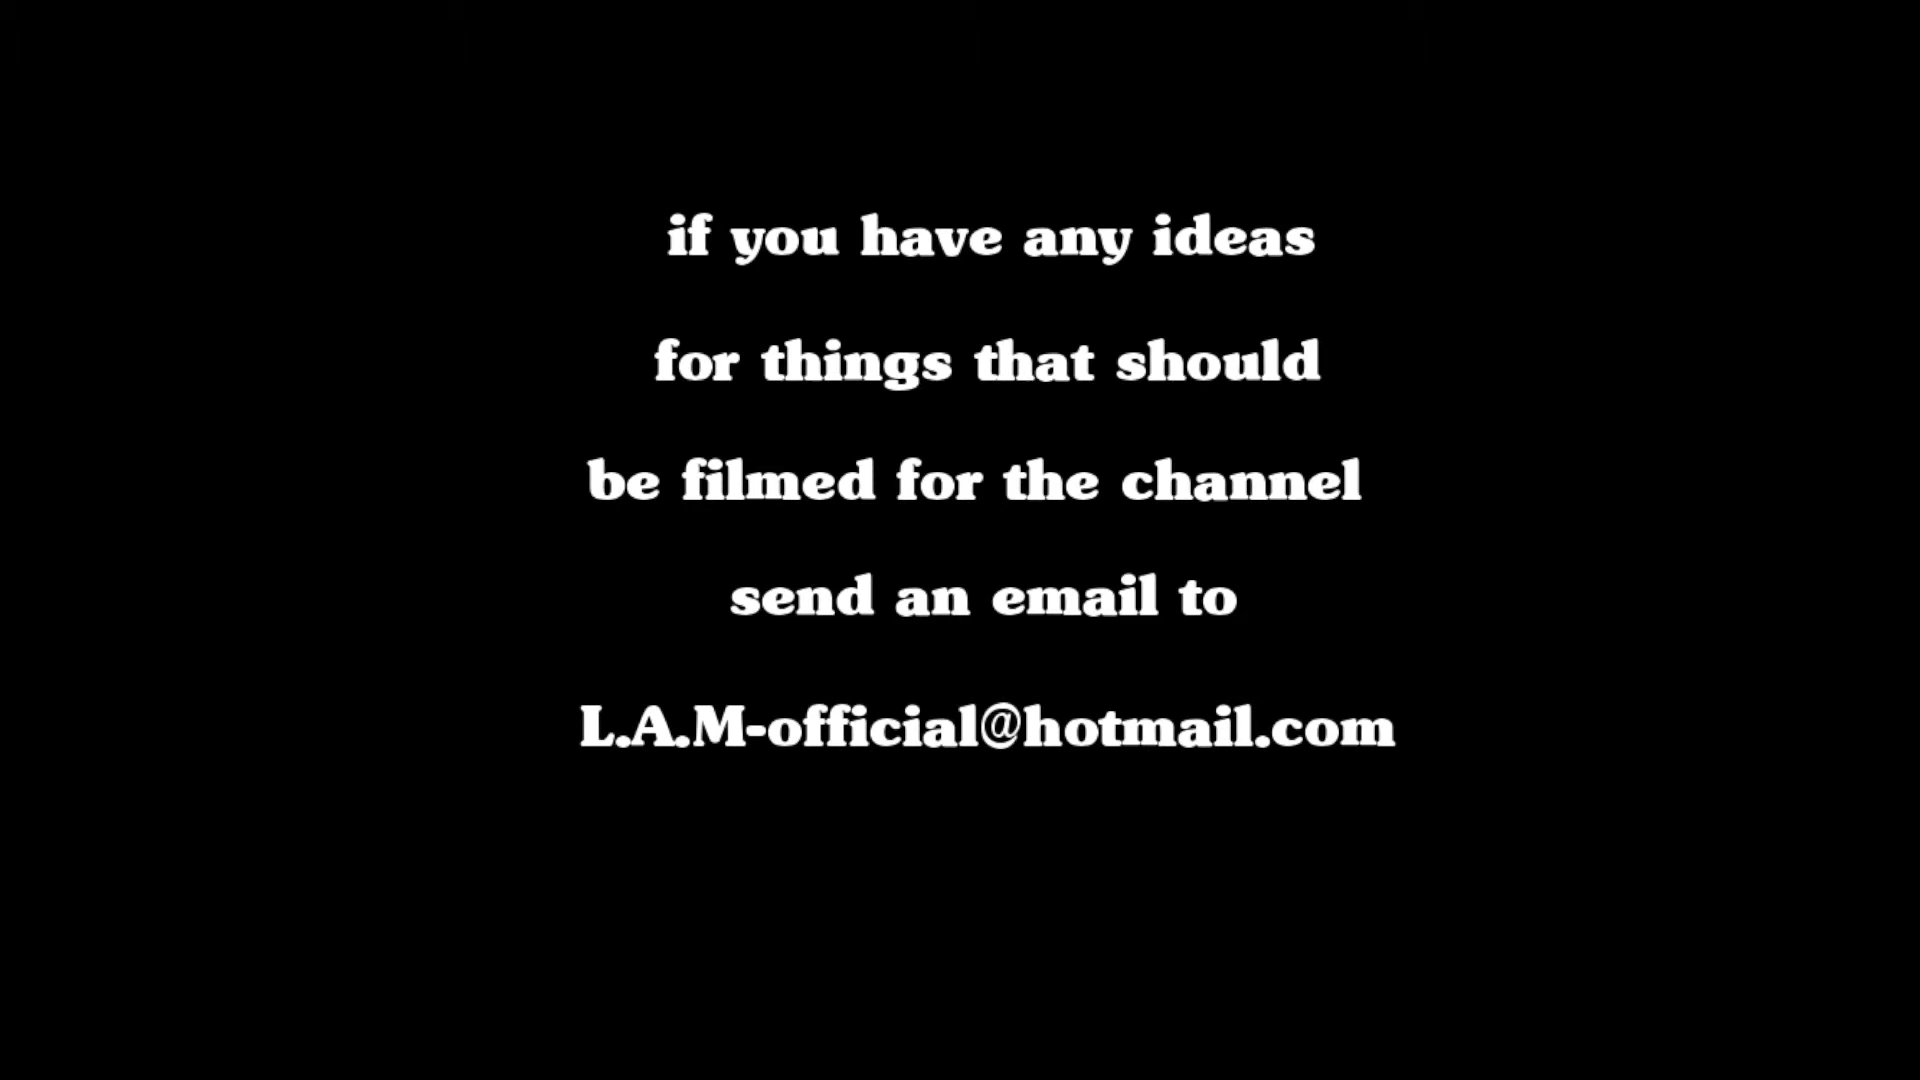 if you have any ideas
for things that should
be filmed for the channel
send an email to
L.A.M-official@hotmail.com